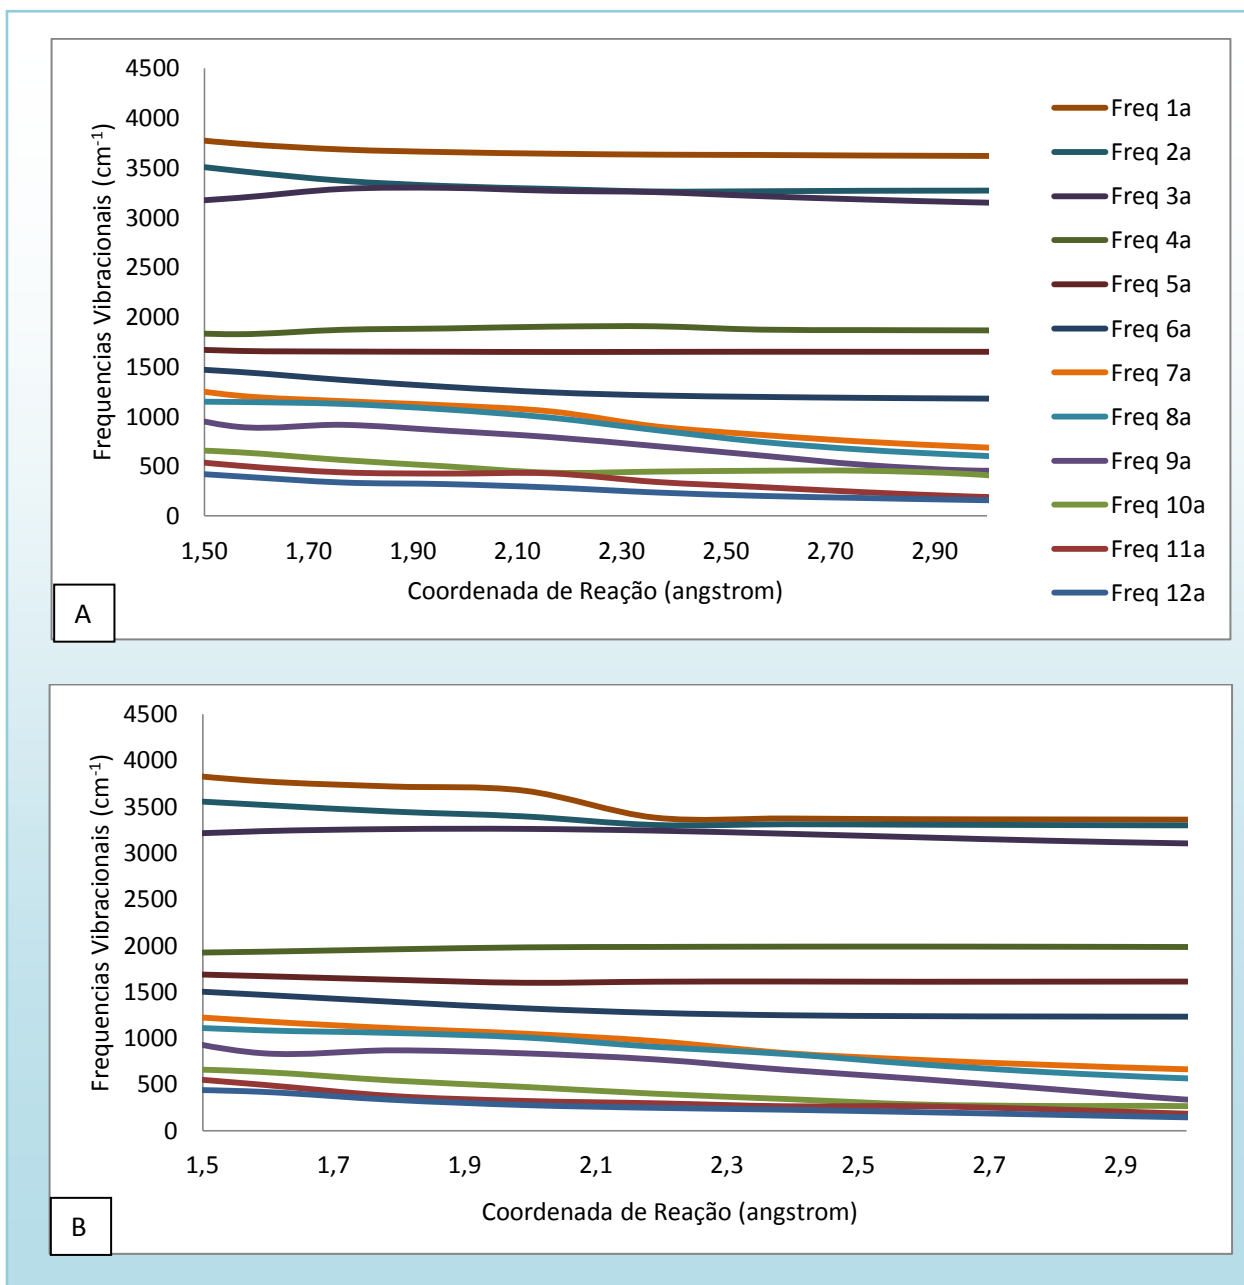 4500
4000
3500
3000
2500
2000
1500
1000
500
0
Frequencias Vibracionais (cm-1)
1,50 1,70 1,90 2,10 2,30 2,50 2,70 2,90
Coordenada de Reação (angstrom)
Freq 1a
Freq 2a
Freq 3a
Freq 4a
Freq 5a
Freq 6a
Freq 7a
Freq 8a
Freq 9a
Freq 10a
Freq 11a
Freq 12a
A
4500
4000
3500
3000
2500
2000
1500
1000
500
0
Frequencias Vibracionais (cm-1)
1,5 1,7 1,9 2,1 2,3 2,5 2,7 2,9
Coordenada de Reação (angstrom)
B